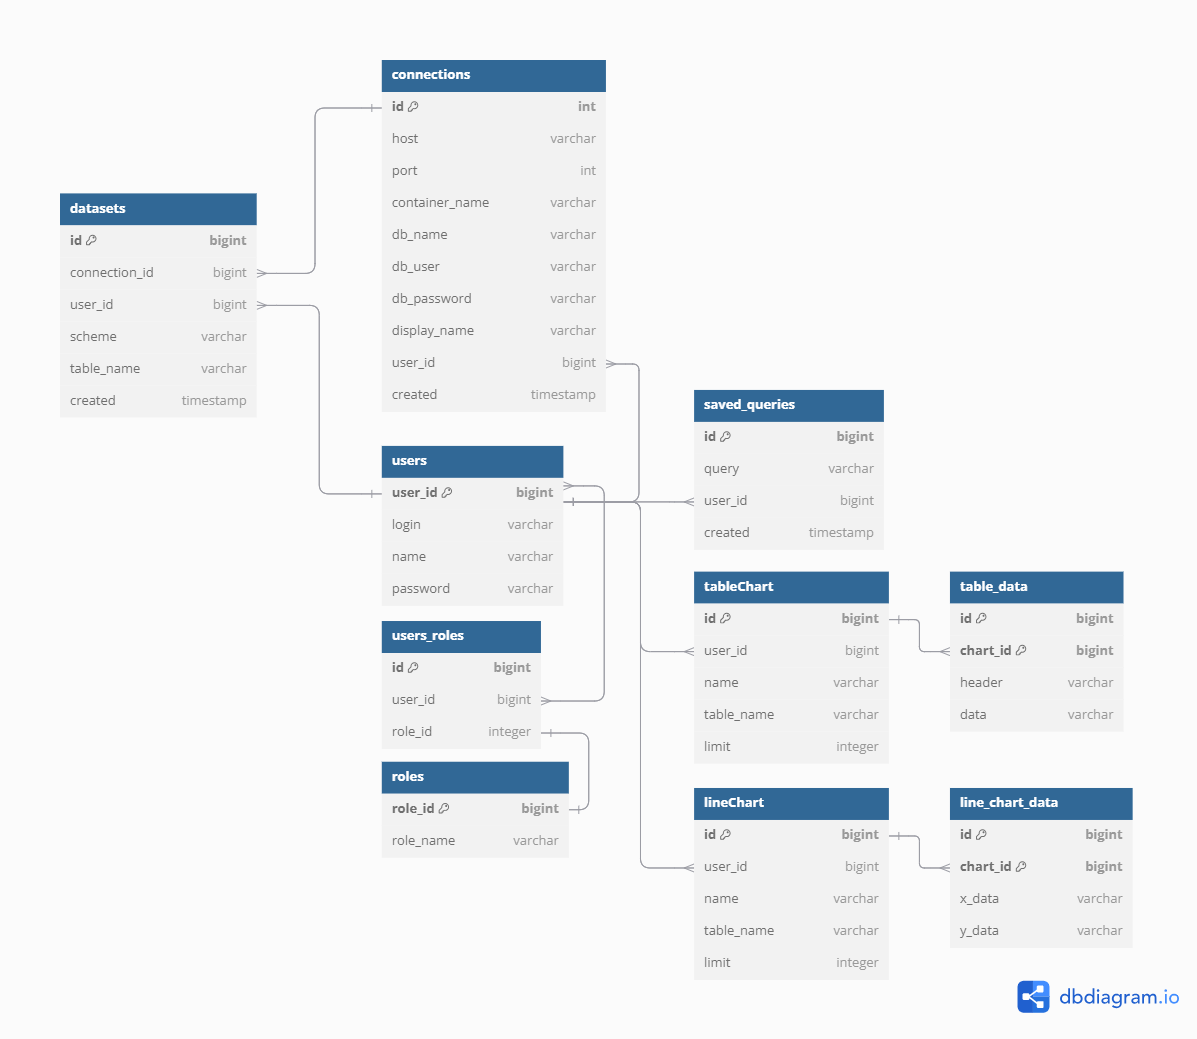 connections
id int
host varchar
port int
container_name varchar
db_name varchar
db_user varchar
db_password varchar
display_name varchar
user_id bigint
created timestamp
datasets
id bigint
connection_id bigint
user_id bigint
scheme varchar
table_name varchar
created timestamp
users
user_id bigint
login varchar
name varchar
password varchar
users_roles
id bigint
user_id bigint
role_id integer
roles
role_id bigint
role_name varchar
saved_queries
id bigint
query varchar
user_id bigint
created timestamp
tableChart
id bigint
user_id bigint
name varchar
table_name varchar
limit integer
table_data
id bigint
chart_id bigint
header varchar
data varchar
lineChart
id bigint
user_id bigint
name varchar
table_name varchar
limit integer
line_chart_data
id bigint
chart_id bigint
x_data varchar
y_data varchar
dbdiagram.io